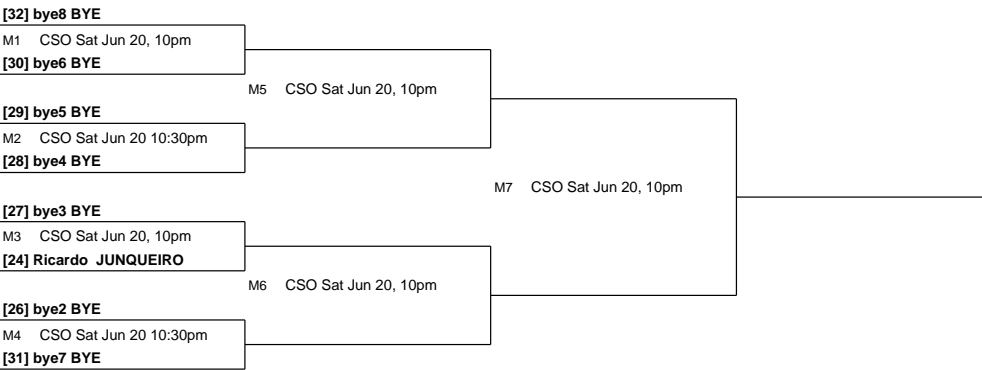 [32] bye8 BYE
M1 CSO Sat Jun 20, 10pm
[30] bye6 BYE
M5 CSO Sat Jun 20, 10pm
[29] bye5 BYE
M2 CSO Sat Jun 20 10:30pm
[28] bye4 BYE
M7 CSO Sat Jun 20, 10pm
[27] bye3 BYE
M3 CSO Sat Jun 20, 10pm
[24] Ricardo JUNQUEIRO
M6 CSO Sat Jun 20, 10pm
[26] bye2 BYE
M4 CSO Sat Jun 20 10:30pm
[31] bye7 BYE